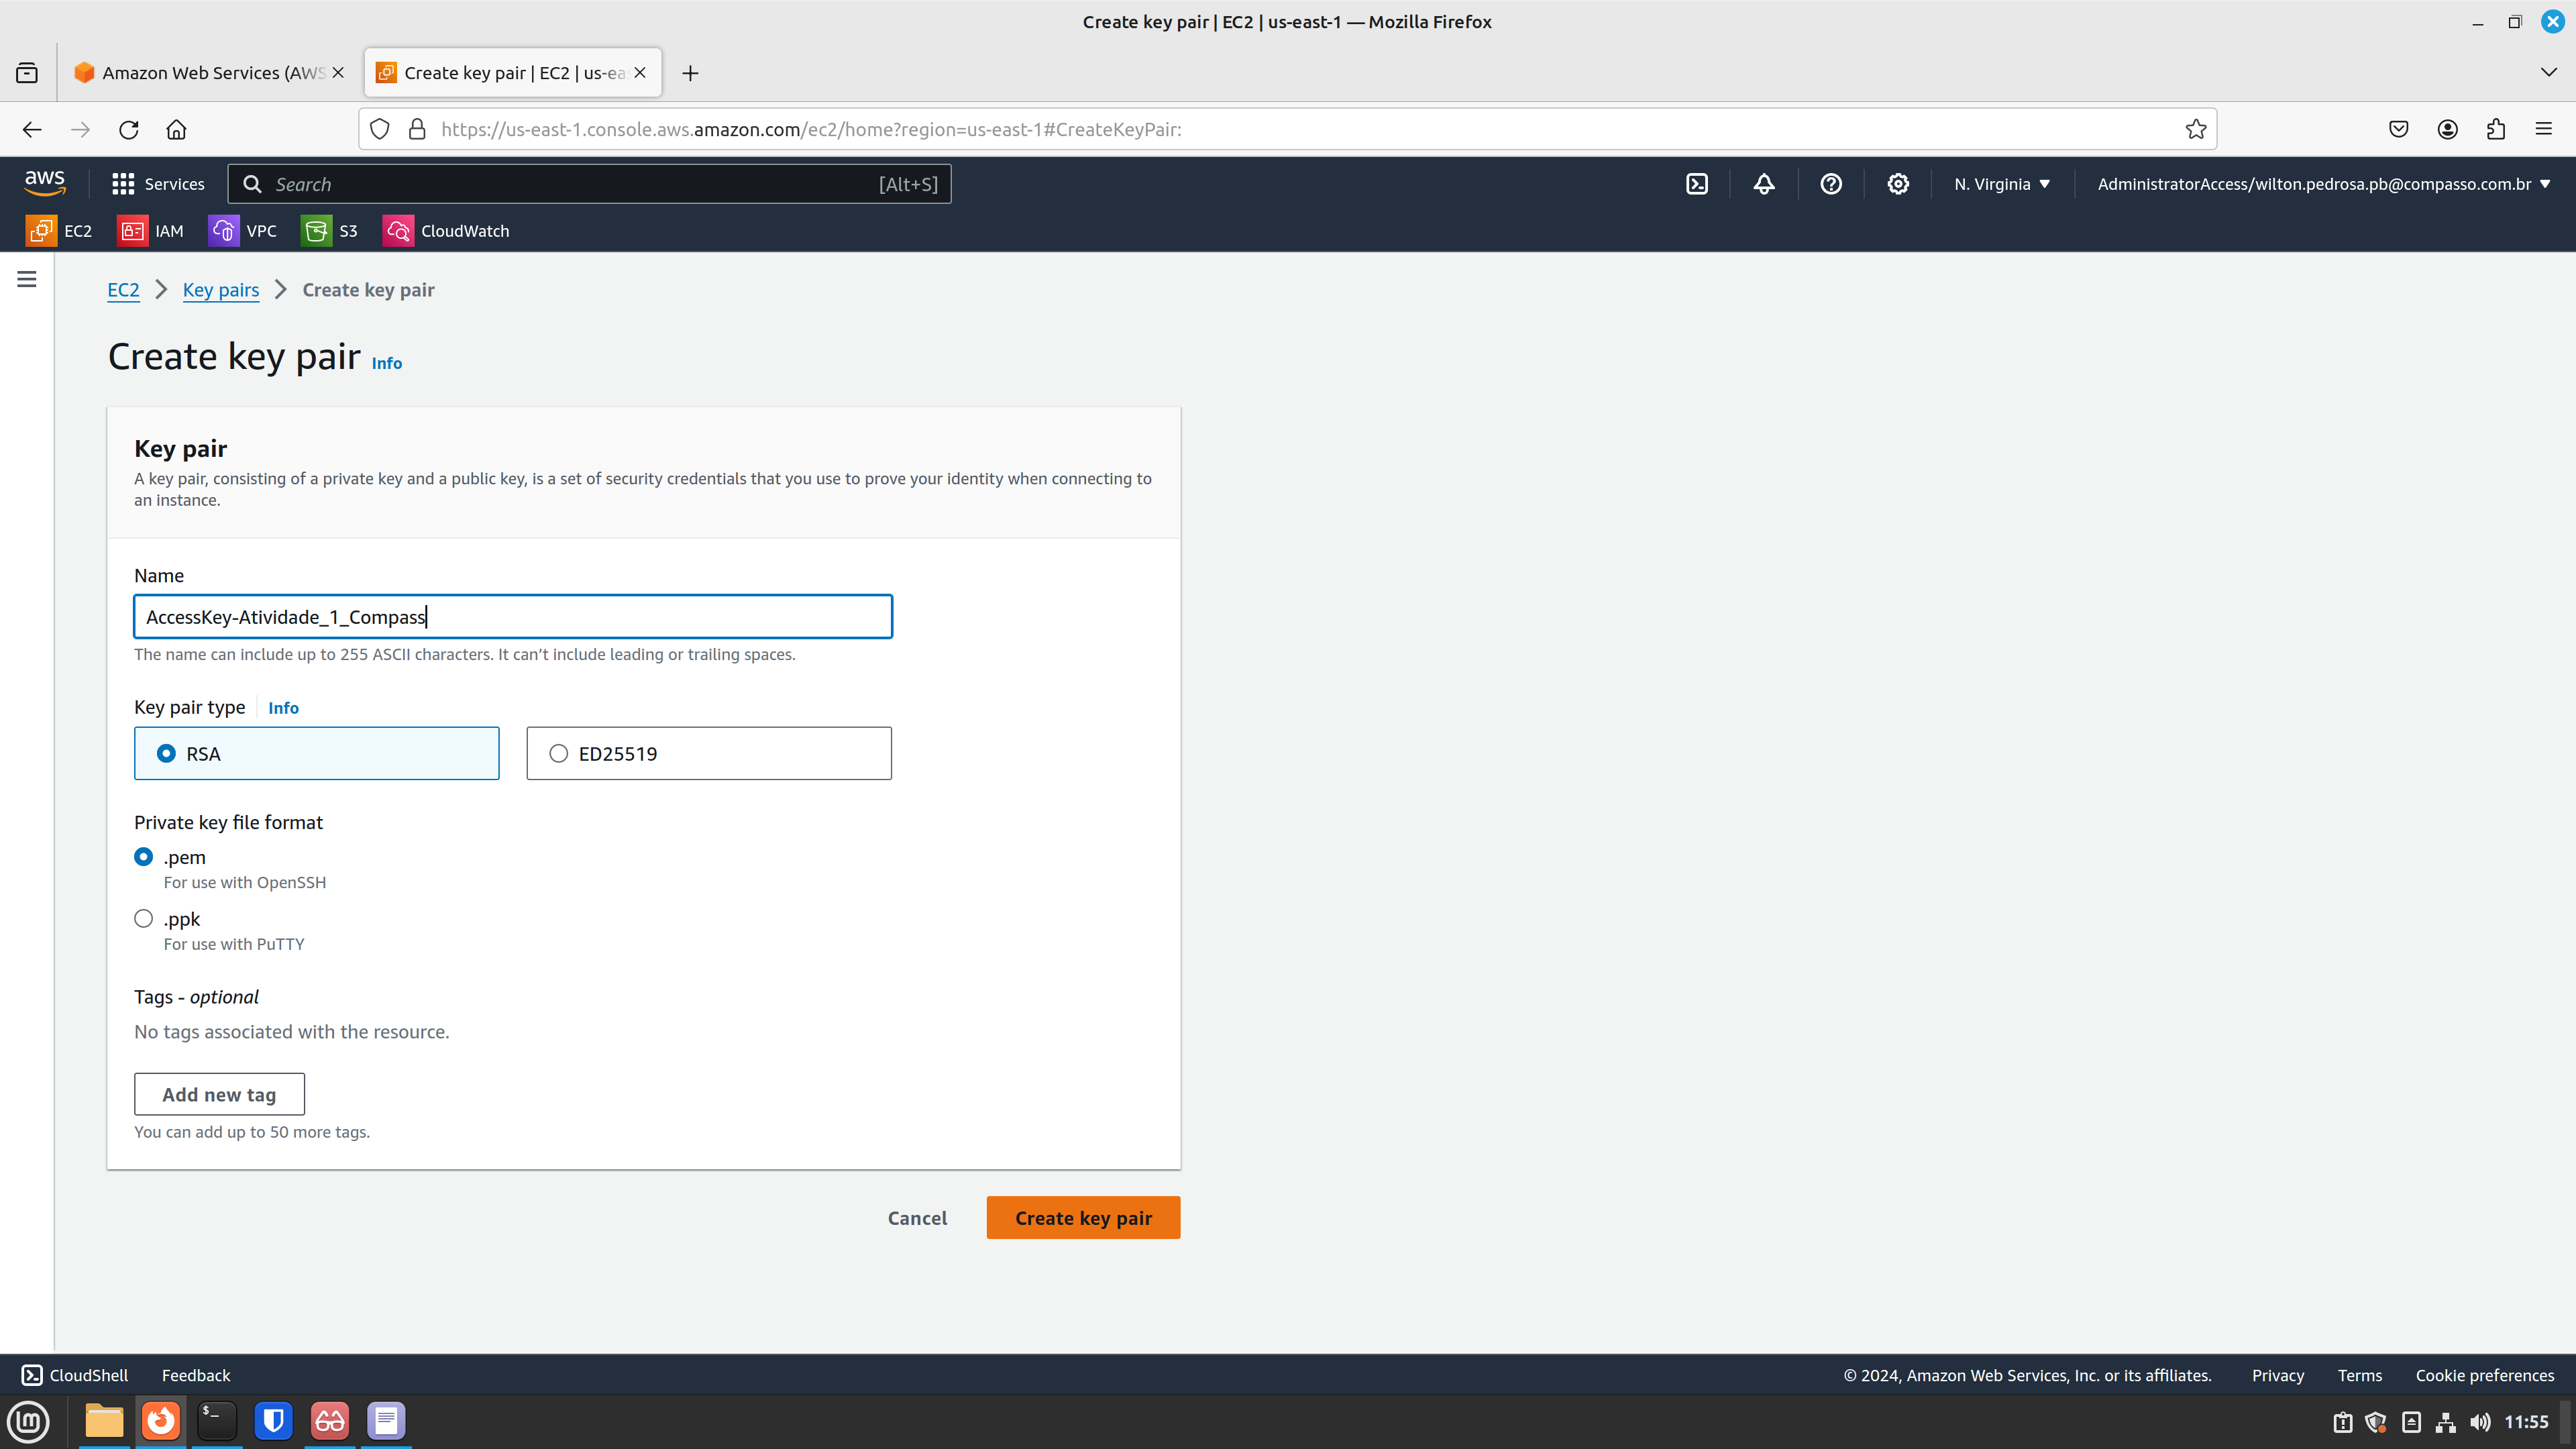 Create key pair | EC2 | us-east-1 — Mozilla Firefox
Amazon Web Services (AWS
Create key pair | EC2 | us-eas
https://us-east-1.console.aws.amazon.com/ec2/home?region=us-east-1#CreateKeyPair:
aws
Services
Search
[Alt+S]
N. Virginia
AdministratorAccess/wilton.pedrosa.pb@compasso.com.br
EC2
IAM
VPC
S3
CloudWatch
EC2
Key pairs
Create key pair
Create key pair Info
Key pair
A key pair, consisting of a private key and a public key, is a set of security credentials that you use to prove your identity when connecting to
an instance.
Name
AccessKey-Atividade_1_Compass
The name can include up to 255 ASCII characters. It can’t include leading or trailing spaces.
Key pair type Info
RSA
ED25519
Private key file format
.pem
For use with OpenSSH
.ppk
For use with PuTTY
Tags - optional
No tags associated with the resource.
Add new tag
You can add up to 50 more tags.
Cancel
Create key pair
CloudShell
Feedback
© 2024, Amazon Web Services, Inc. or its affiliates.
Privacy
Terms
Cookie preferences
11:55